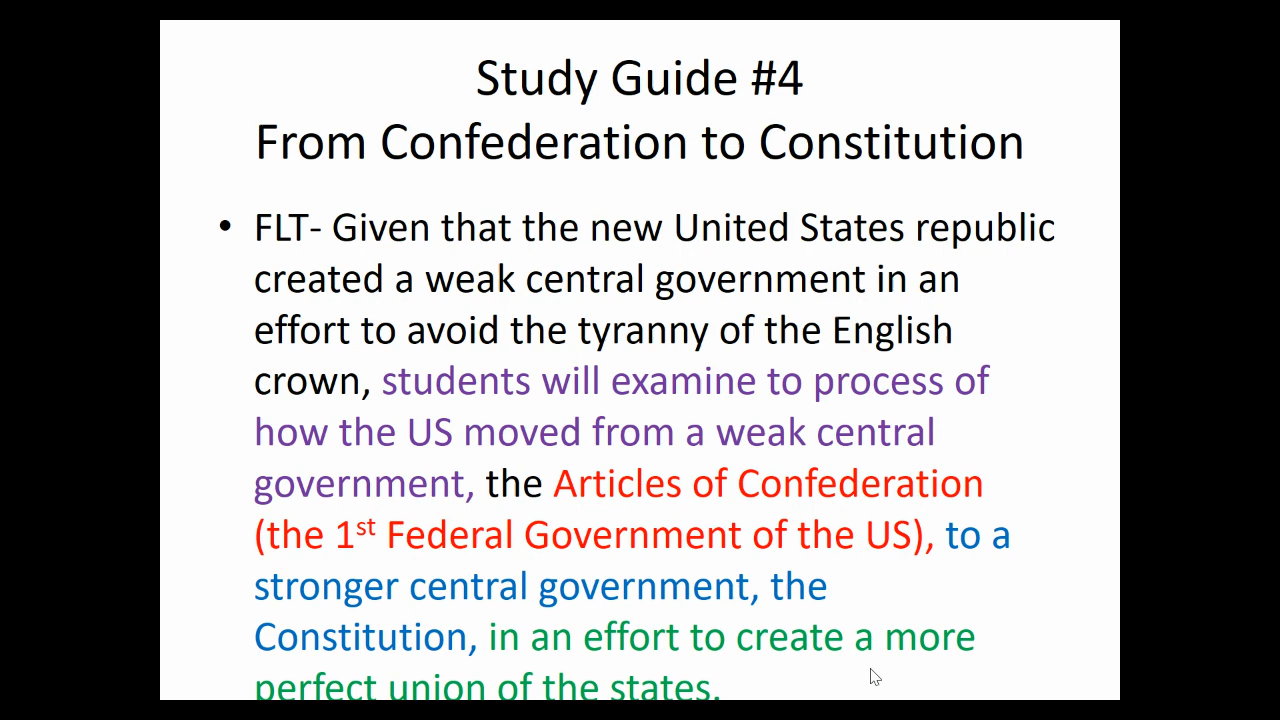 Study Guide #4
From Confederation to Constitution
• FLT- Given that the new United States republic
created a weak central government in an
effort to avoid the tyranny of the English
crown, students will examine to process of
how the US moved from a weak central
government, the Articles of Confederation
(the 1st Federal Government of the US), to a
stronger central government, the
Constitution, in an effort to create a more
perfect union of the states.